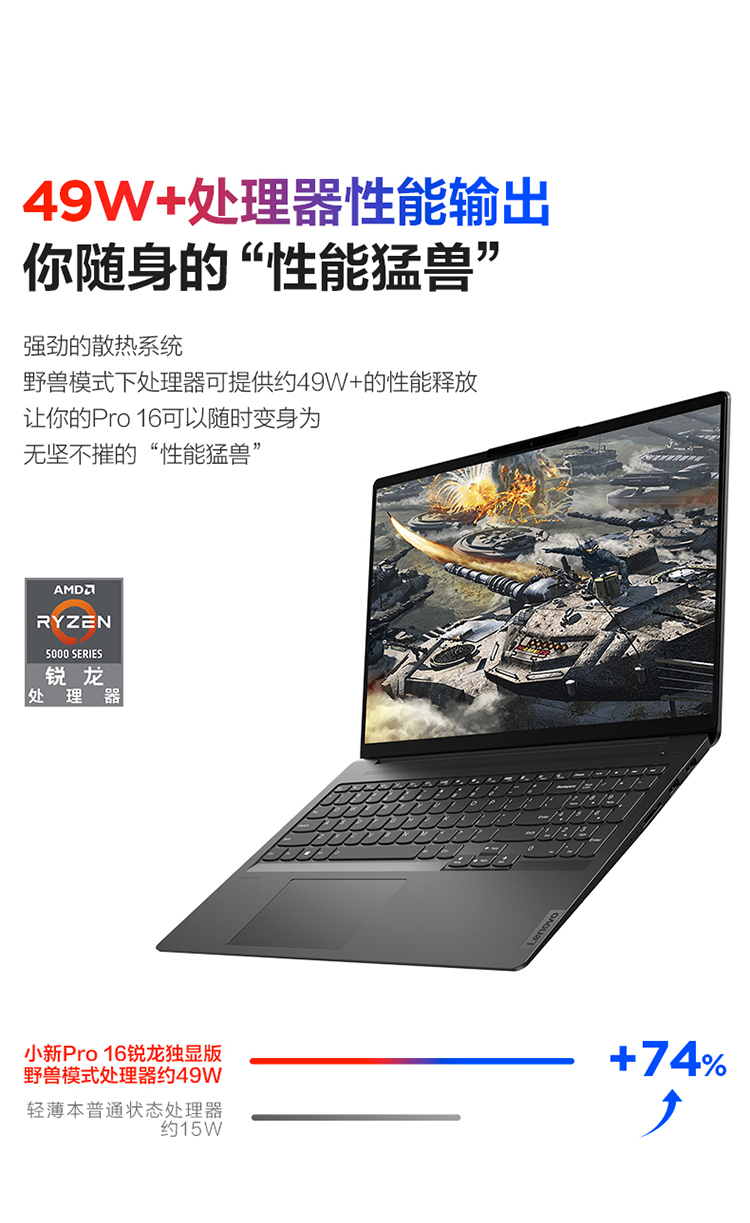 49W+处理器性能输出
你随身的“性能猛兽”
强劲的散热系统
野兽模式下处理器可提供约49W+的性能释放
让你的Pro 16可以随时变身为
无坚不摧的“性能猛兽”
AMD
RYZEN
5000 SERIES
锐龙
处理器
Lenovo
小新Pro 16锐龙独显版
野兽模式处理器约49W
+74%
轻薄本普通状态处理器
约15W